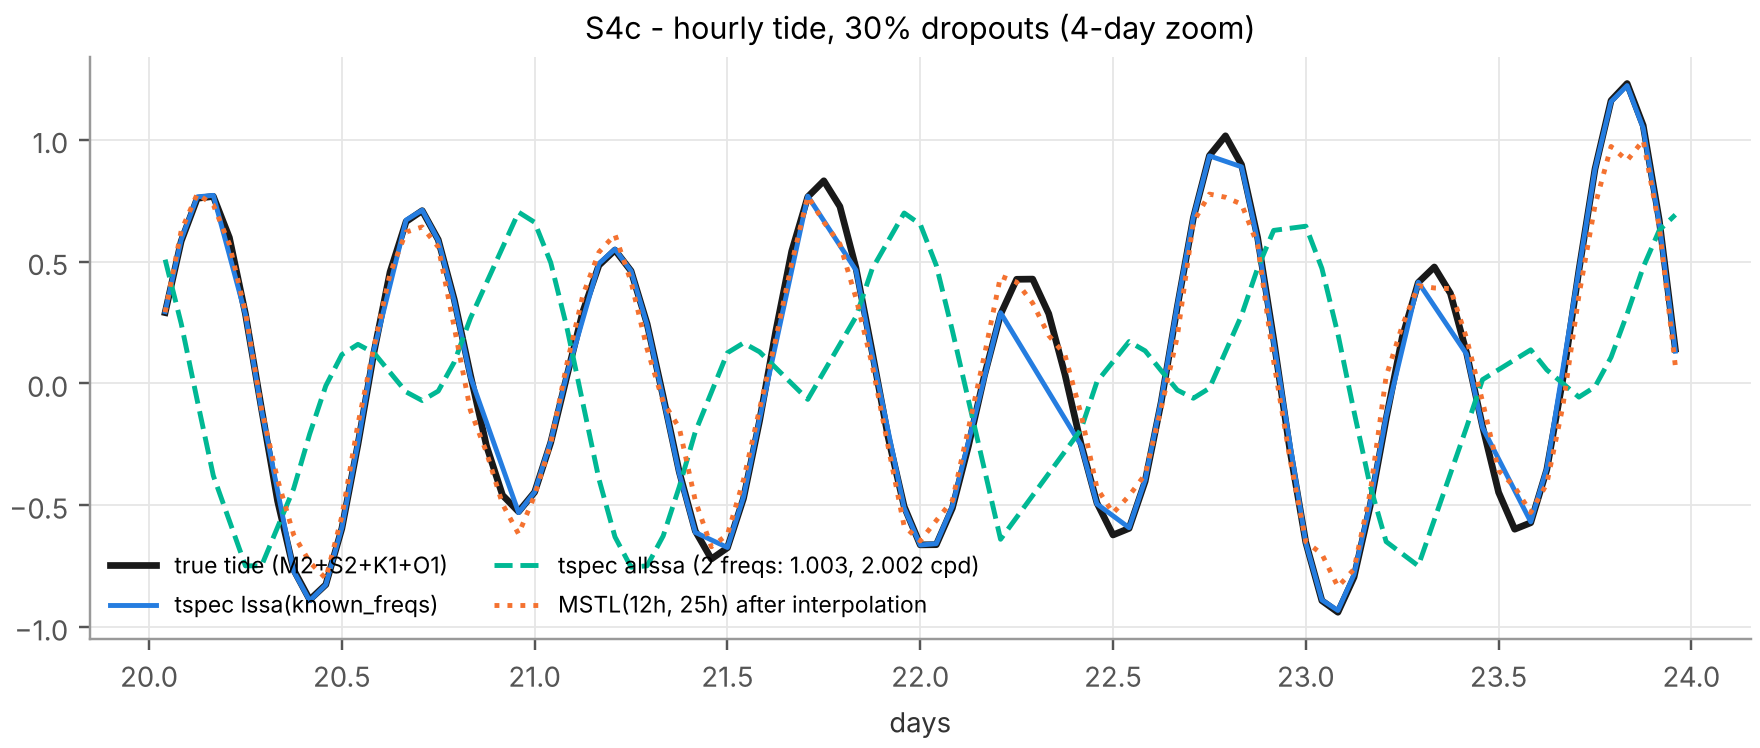 S4c - hourly tide, 30% dropouts (4-day zoom)
1.0
0.5
0.0
−0.5
−1.0
true tide (M2+S2+K1+O1)
tspec lssa(known_freqs)
tspec allssa (2 freqs: 1.003, 2.002 cpd)
MSTL(12h, 25h) after interpolation
20.0 20.5 21.0 21.5 22.0 22.5 23.0 23.5 24.0
days